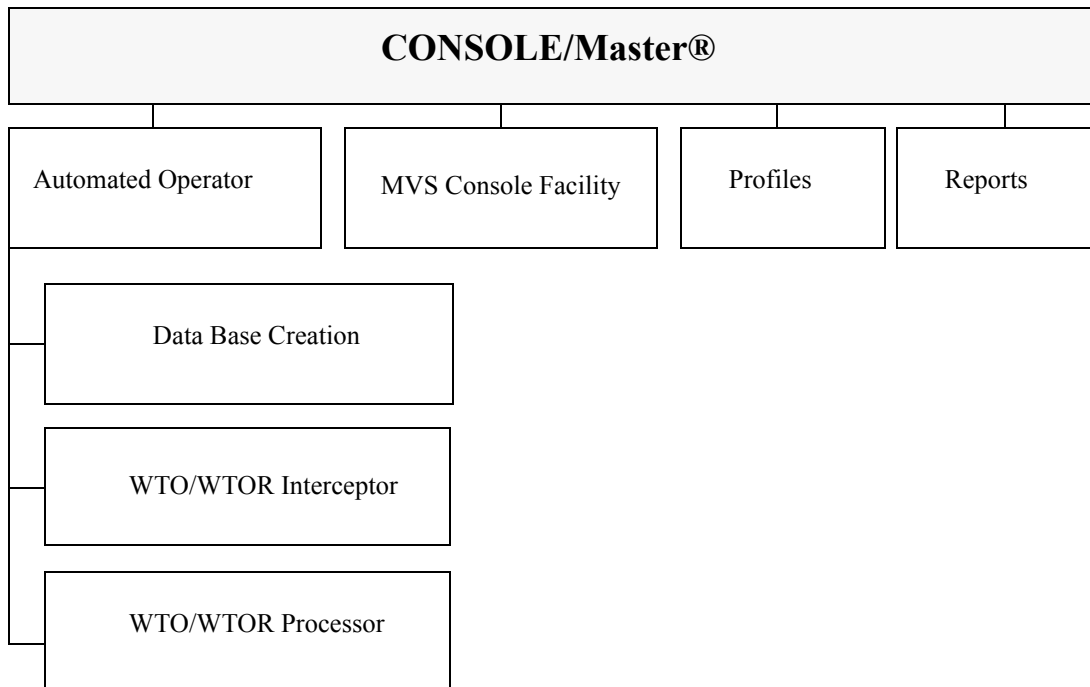 CONSOLE/Master®
Automated Operator
MVS Console Facility
Profiles
Reports
Data Base Creation
WTO/WTOR Interceptor
WTO/WTOR Processor